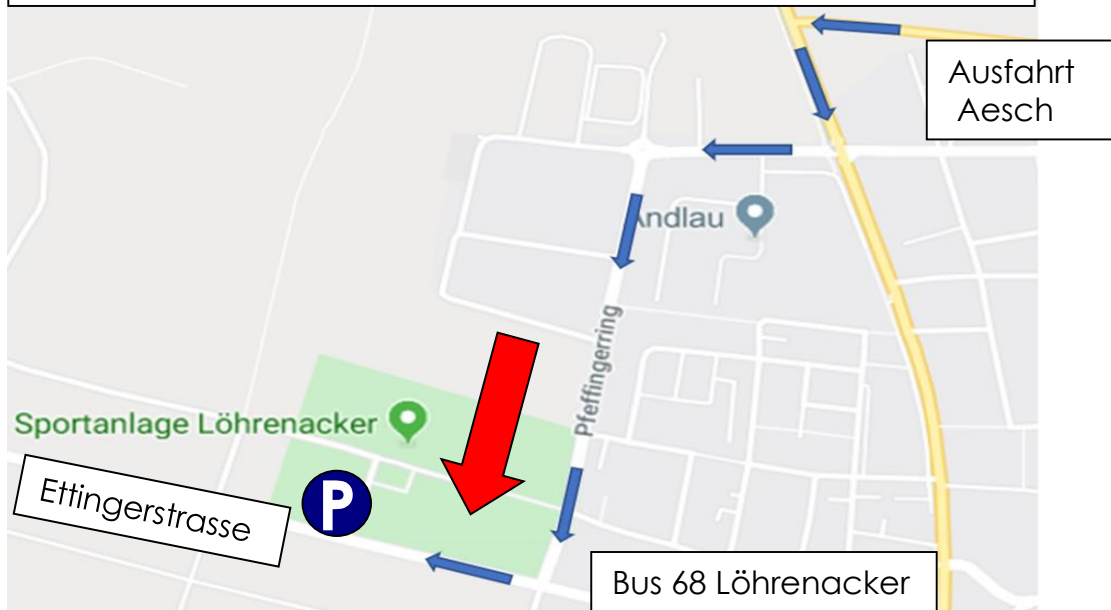 Ausfahrt
Aesch
Andlau
Pfeffingerring
Sportanlage Löhrenacker
P
Ettingerstrasse
Bus 68 Löhrenacker